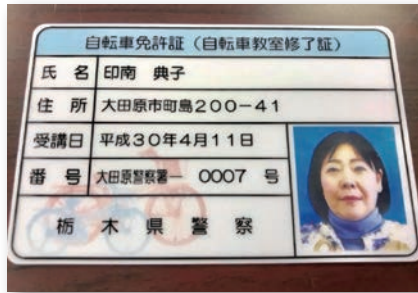 自転車免許証（自転車教室修了証）
氏 名 印南 典子
住 所 大田原市町島200-41
受講日 平成30年4月11日
番 号 大田原警察署－ 0007 号
栃木県警察